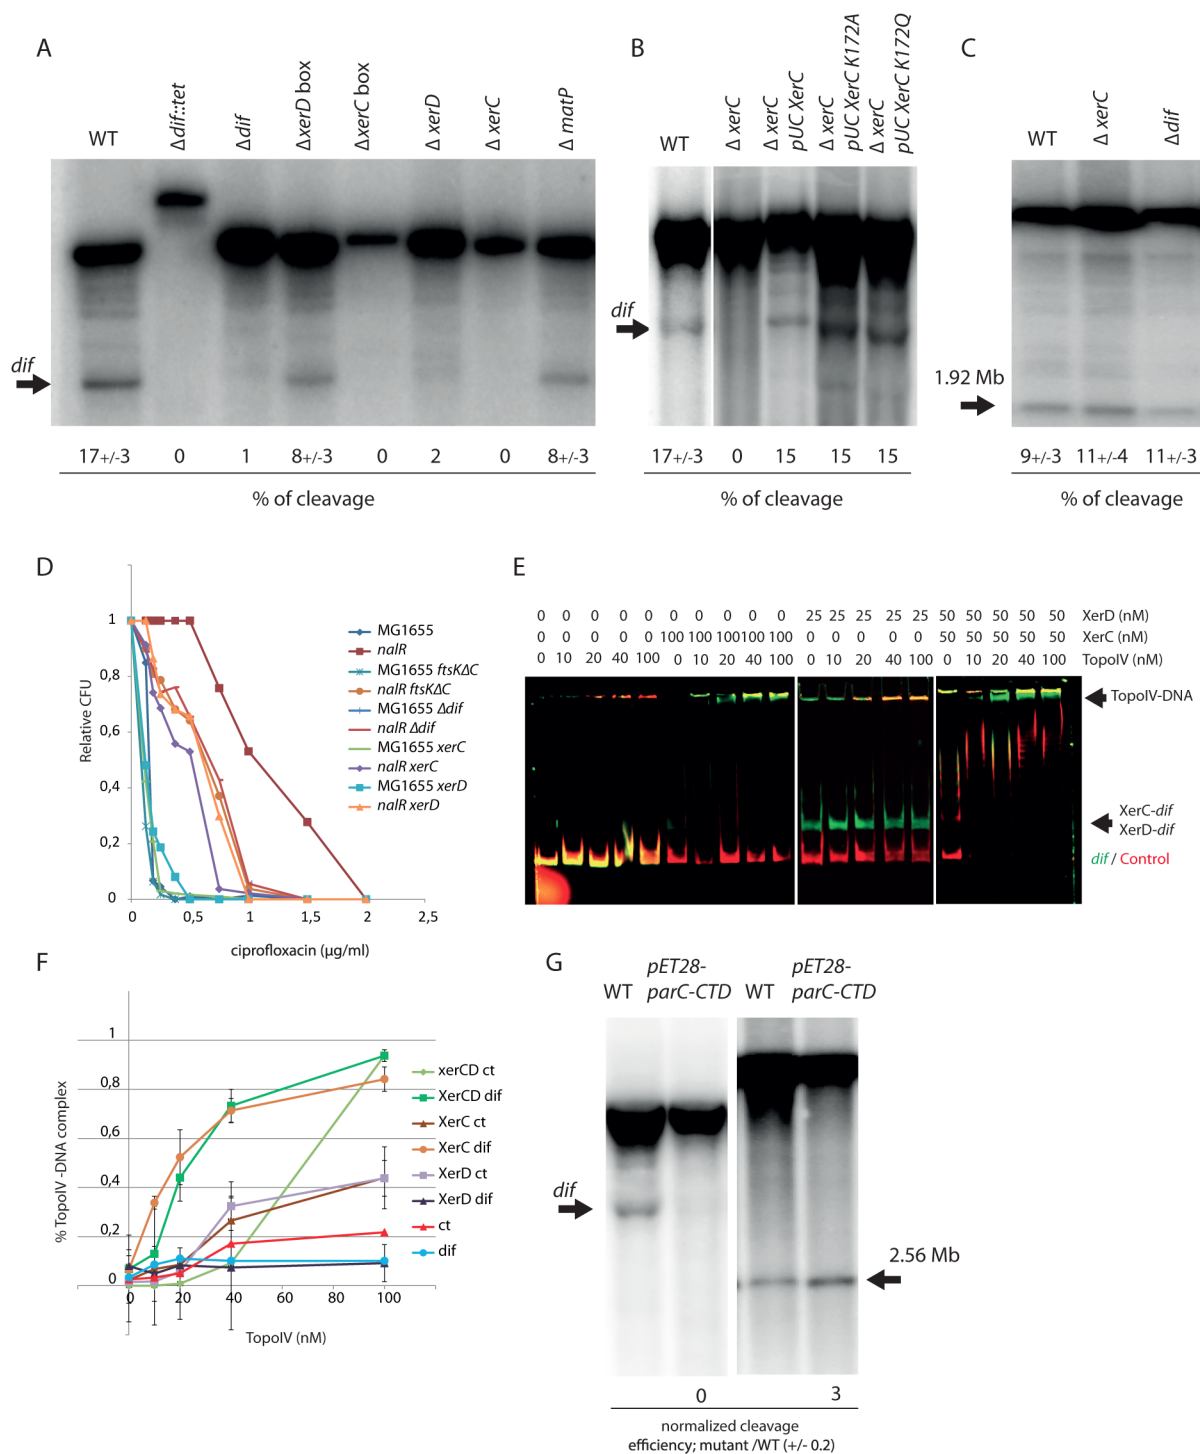 A
WT
Δdif::tet
Δdif
ΔxerD box
ΔxerC box
Δ xerD
Δ xerC
Δ matP
dif
17+/-3 0 1 8+/-3 0 2 0 8+/-3
% of cleavage
B
WT
Δ xerC
Δ xerC
pUC XerC
Δ xerC
pUC XerC K172A
Δ xerC
pUC XerC K172Q
dif
17+/-3 0 15 15 15
% of cleavage
C
WT
Δ xerC
Δdif
1.92 Mb
9+/-3 11+/-4 11+/-3
% of cleavage
D
Relative CFU
1
0,8
0,6
0,4
0,2
0
0 0,5 1 1,5 2 2,5
ciprofloxacin (µg/ml)
MG1655
nalR
MG1655 ftsKΔC
nalR ftsKΔC
MG1655 Δdif
nalR Δdif
MG1655 xerC
nalR xerC
MG1655 xerD
nalR xerD
E
0 0 0 0 0 0 0 0 0 0 25 25 25 25 25 50 50 50 50 50 XerD (nM)
0 0 0 0 0 100 100 100 100 100 0 0 0 0 0 50 50 50 50 50 XerC (nM)
0 10 20 40 100 0 10 20 40 100 0 10 20 40 100 0 10 20 40 100 TopoIV (nM)
TopoIV-DNA
XerC-dif
XerD-dif
dif / Control
F
% TopoIV -DNA complex
1
0,8
0,6
0,4
0,2
0
0 20 40 60 80 100
TopoIV (nM)
xerCD ct
XerCD dif
XerC ct
XerC dif
XerD ct
XerD dif
ct
dif
G
WT
pET28-
parC-CTD
WT
pET28-
parC-CTD
dif
2.56 Mb
0 3
normalized cleavage
efficiency; mutant /WT (+/- 0.2)